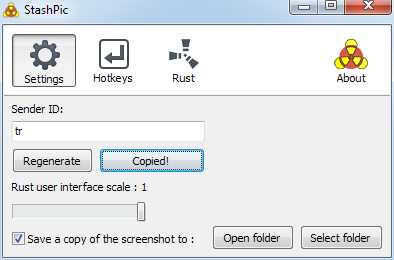 StashPic
Settings
Hotkeys
Rust
About
Sender ID:
tr
Regenerate
Copied!
Rust user interface scale : 1
Save a copy of the screenshot to :
Open folder
Select folder